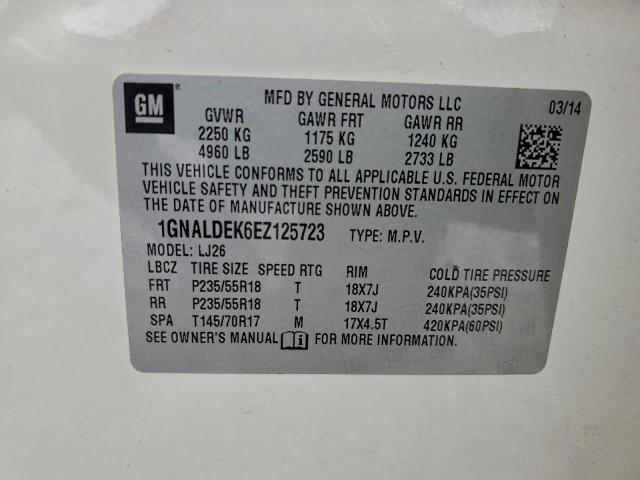 GM ®
MFD BY GENERAL MOTORS LLC 03/14
GVWR GAWR FRT GAWR RR
2250 KG 1175 KG 1240 KG
4960 LB 2590 LB 2733 LB
THIS VEHICLE CONFORMS TO ALL APPLICABLE U.S. FEDERAL MOTOR
VEHICLE SAFETY AND THEFT PREVENTION STANDARDS IN EFFECT ON
THE DATE OF MANUFACTURE SHOWN ABOVE.
1GNALDEK6EZ125723 TYPE: M.P.V.
MODEL: LJ26
LBCZ TIRE SIZE SPEED RTG RIM COLD TIRE PRESSURE
FRT P235/55R18 T 18X7J 240KPA(35PSI)
RR P235/55R18 T 18X7J 240KPA(35PSI)
SPA T145/70R17 M 17X4.5T 420KPA(60PSI)
SEE OWNER'S MANUAL FOR MORE INFORMATION.